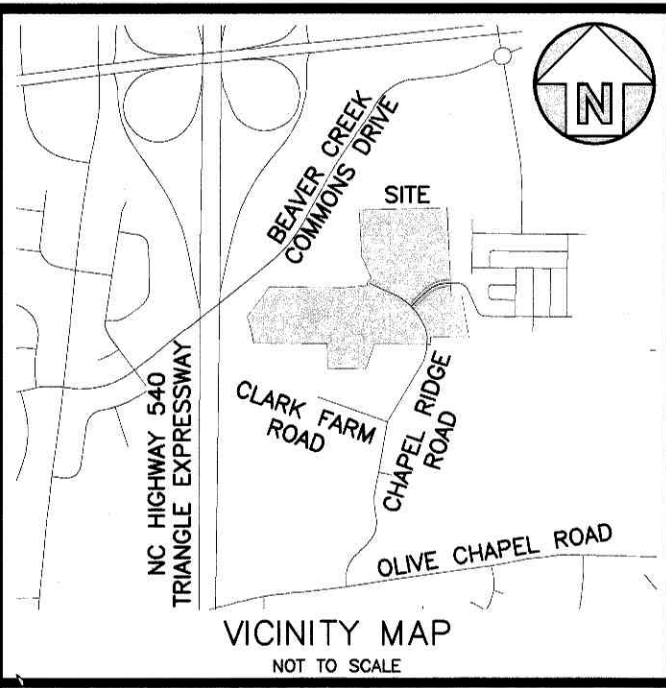 N
BEAVER CREEK
COMMONS DRIVE
SITE
NC HIGHWAY 540
TRIANGLE EXPRESSWAY
CLARK FARM
ROAD
CHAPEL RIDGE
ROAD
OLIVE CHAPEL ROAD
VICINITY MAP
NOT TO SCALE